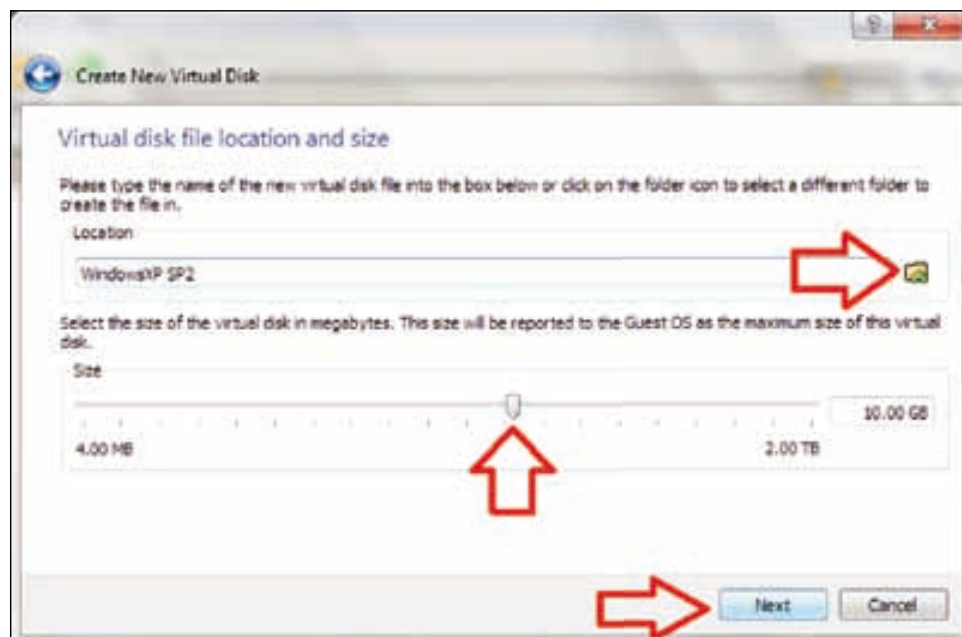 Create New Virtual Disk
Virtual disk file location and size
Please type the name of the new virtual disk file into the box below or click on the folder icon to select a different folder to
create the file in.
Location
WindowsXP SP2
Select the size of the virtual disk in megabytes. This size will be reported to the Guest OS as the maximum size of this virtual
disk.
Size
10.00 GB
4.00 MB
2.00 TB
Next
Cancel